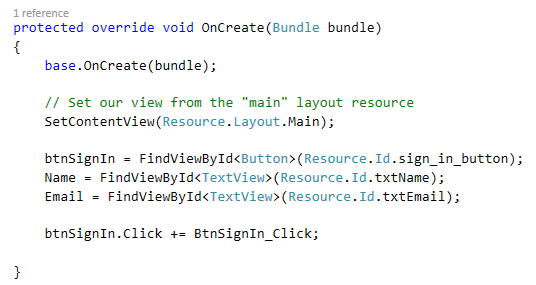 1 reference
protected override void OnCreate(Bundle bundle)
{
    base.OnCreate(bundle);

    // Set our view from the "main" layout resource
    SetContentView(Resource.Layout.Main);

    btnSignIn = FindViewById<Button>(Resource.Id.sign_in_button);
    Name = FindViewById<TextView>(Resource.Id.txtName);
    Email = FindViewById<TextView>(Resource.Id.txtEmail);

    btnSignIn.Click += BtnSignIn_Click;

}